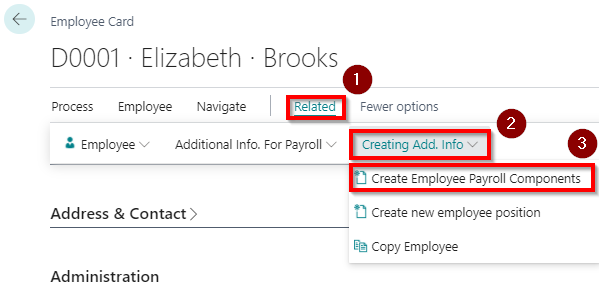 Employee Card
D0001 · Elizabeth · Brooks
1
Process Employee Navigate Related Fewer options
2
Employee Additional Info. For Payroll Creating Add. Info
3
Create Employee Payroll Components
Create new employee position
Copy Employee
Address & Contact
Administration